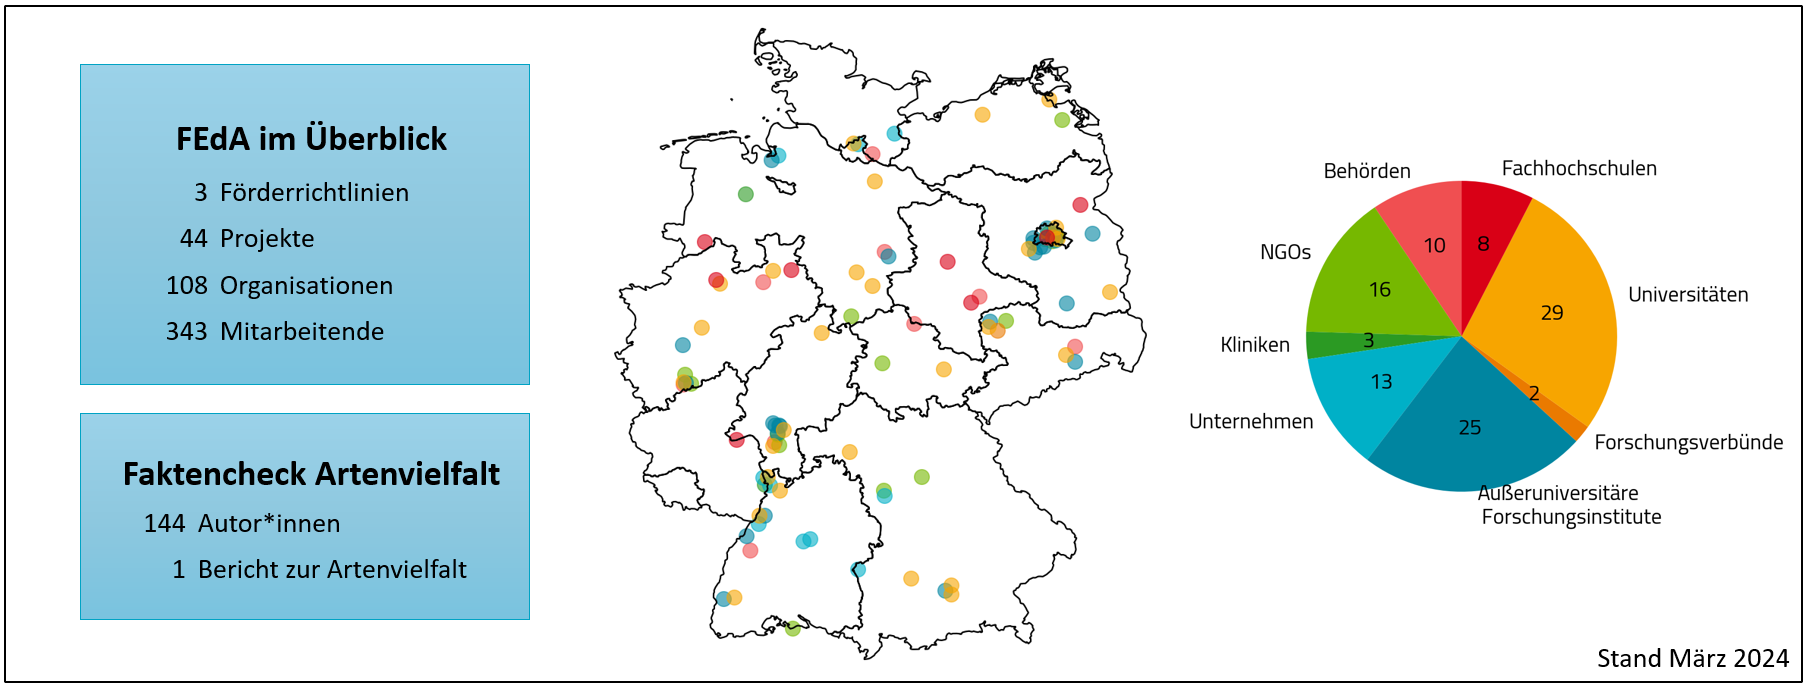 FEdA im Überblick
3 Förderrichtlinien
44 Projekte
108 Organisationen
343 Mitarbeitende
Faktencheck Artenvielfalt
144 Autor*innen
1 Bericht zur Artenvielfalt
Behörden
Fachhochschulen
NGOs
10
8
16
29
Universitäten
Kliniken
3
13
2
Unternehmen
25
Forschungsverbünde
Außeruniversitäre
Forschungsinstitute
Stand März 2024